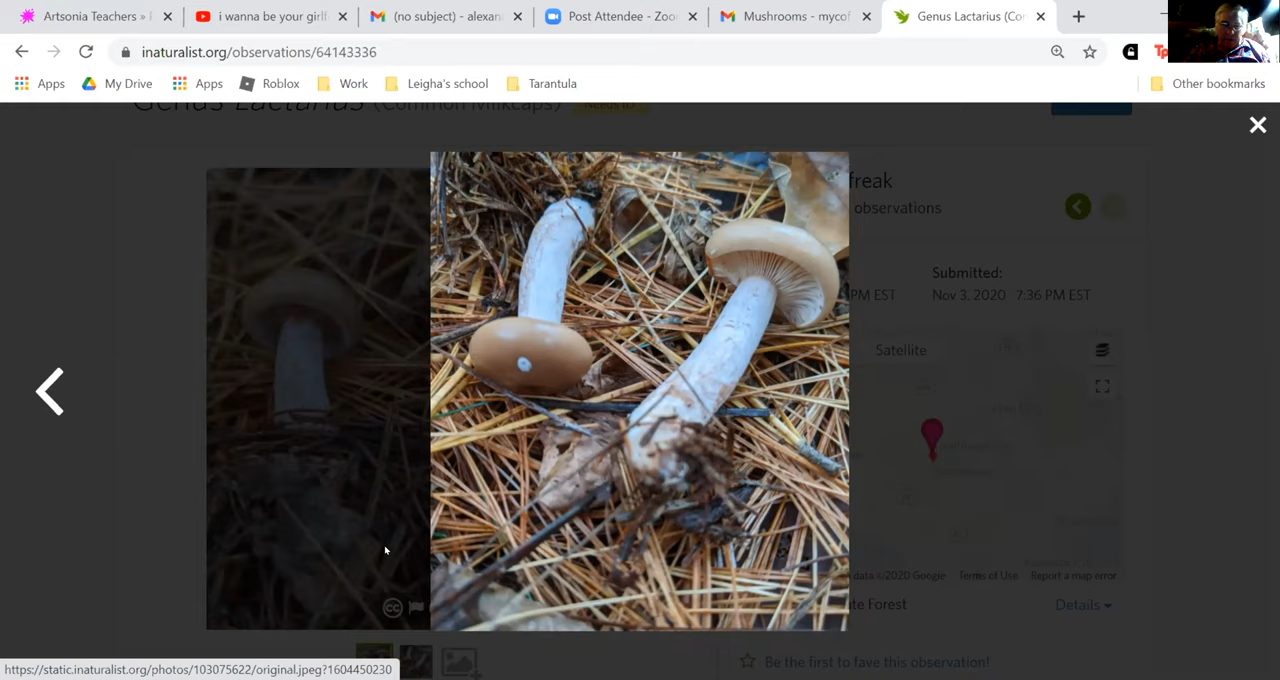 Artsonia Teachers »
i wanna be your girlf
(no subject) - alexan
Post Attendee - Zoo
Mushrooms - mycof
Genus Lactarius (Co
inaturalist.org/observations/64143336
Apps
My Drive
Apps
Roblox
Work
Leigha's school
Tarantula
Other bookmarks
Genus Lactarius (Common Milkcaps)
Needs ID
freak
observations
Submitted:
PM EST
Nov 3, 2020 7:36 PM EST
Satellite
data ©2020 Google
Terms of Use
Report a map error
te Forest
Details
cc
Be the first to fave this observation!
https://static.inaturalist.org/photos/103075622/original.jpeg?1604450230